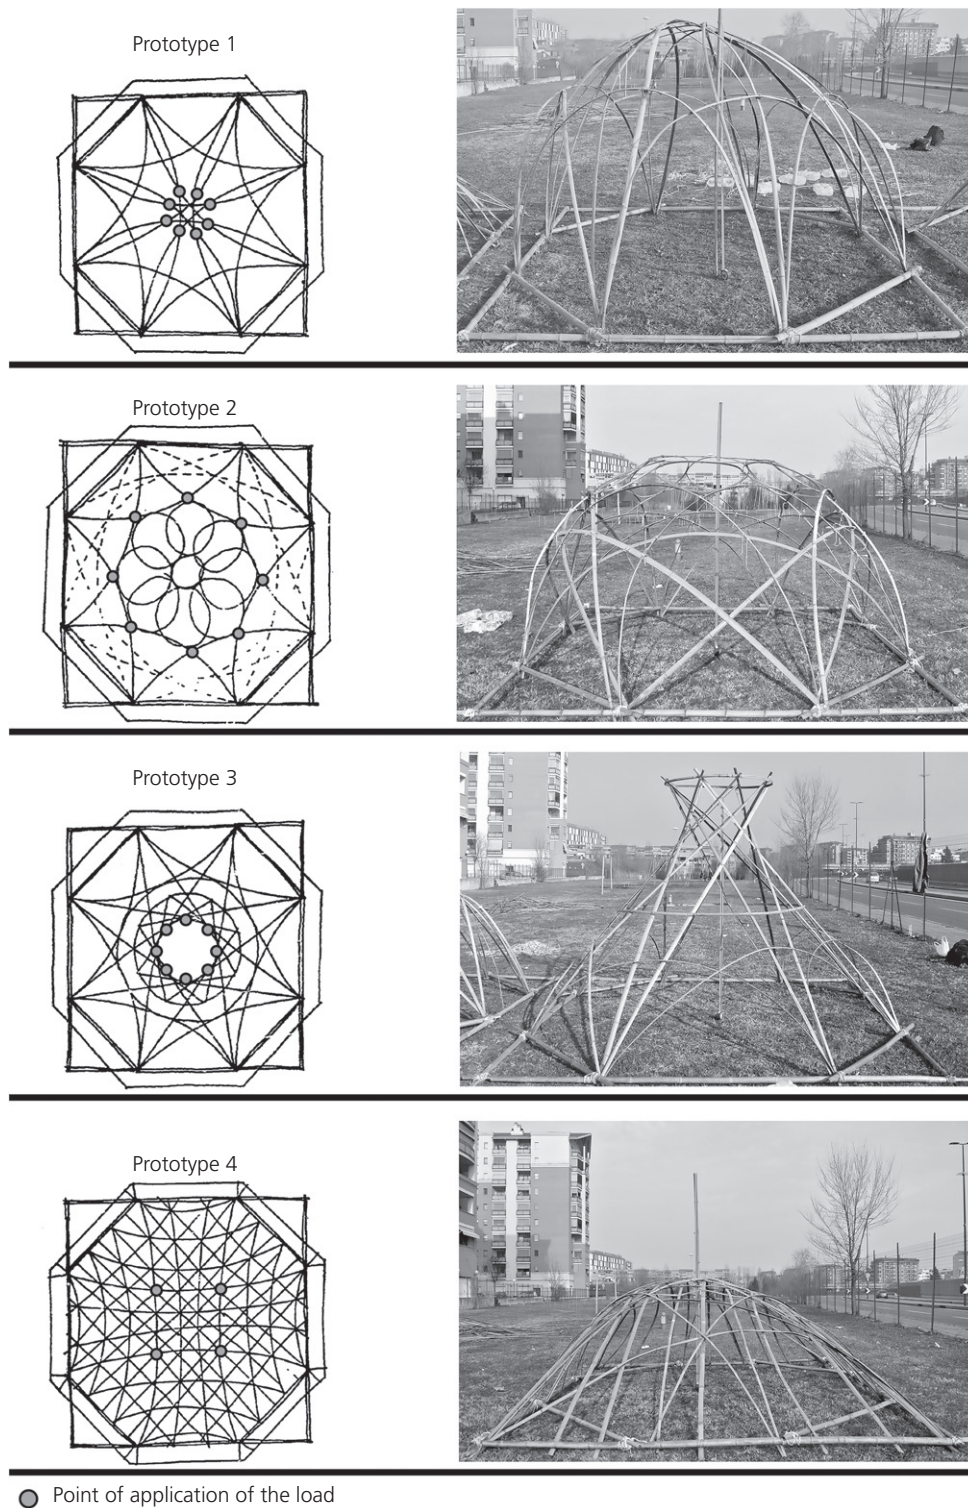 Prototype 1
Prototype 2
Prototype 3
Prototype 4
Point of application of the load